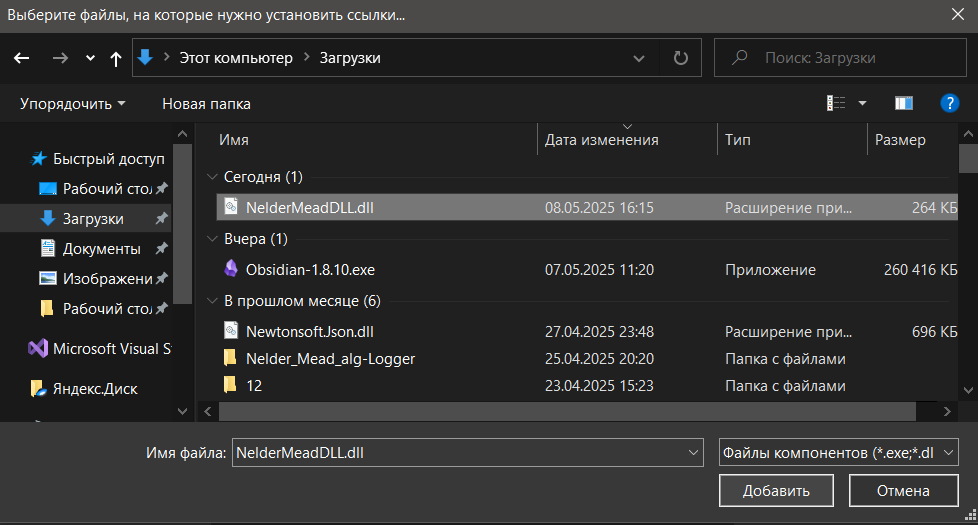 Выберите файлы, на которые нужно установить ссылки...
Этот компьютер Загрузки
Поиск: Загрузки
Упорядочить Новая папка
?
Имя Дата изменения Тип Размер
Быстрый доступ
Рабочий стол
Загрузки
Документы
Изображени
Рабочий стол
Microsoft Visual S
Яндекс.Диск
Сегодня (1)
NelderMeadDLL.dll 08.05.2025 16:15 Расширение при... 264 КБ
Вчера (1)
Obsidian-1.8.10.exe 07.05.2025 11:20 Приложение 260 416 КБ
В прошлом месяце (6)
Newtonsoft.Json.dll 27.04.2025 23:48 Расширение при... 696 КБ
Nelder_Mead_alg-Logger 25.04.2025 20:20 Папка с файлами
12 23.04.2025 15:23 Папка с файлами
Имя файла: NelderMeadDLL.dll Файлы компонентов (*.exe;*.dl
Добавить Отмена